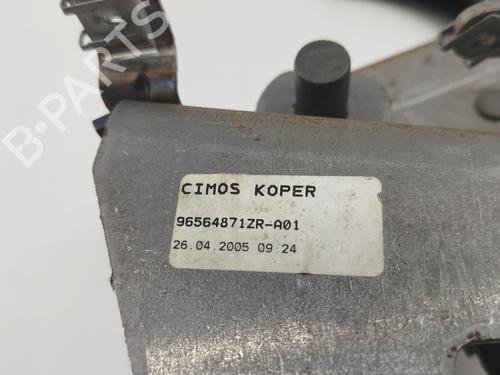 B-PARTS
CIMOS KOPER
96564871ZR-A01
26.04.2005 09:24